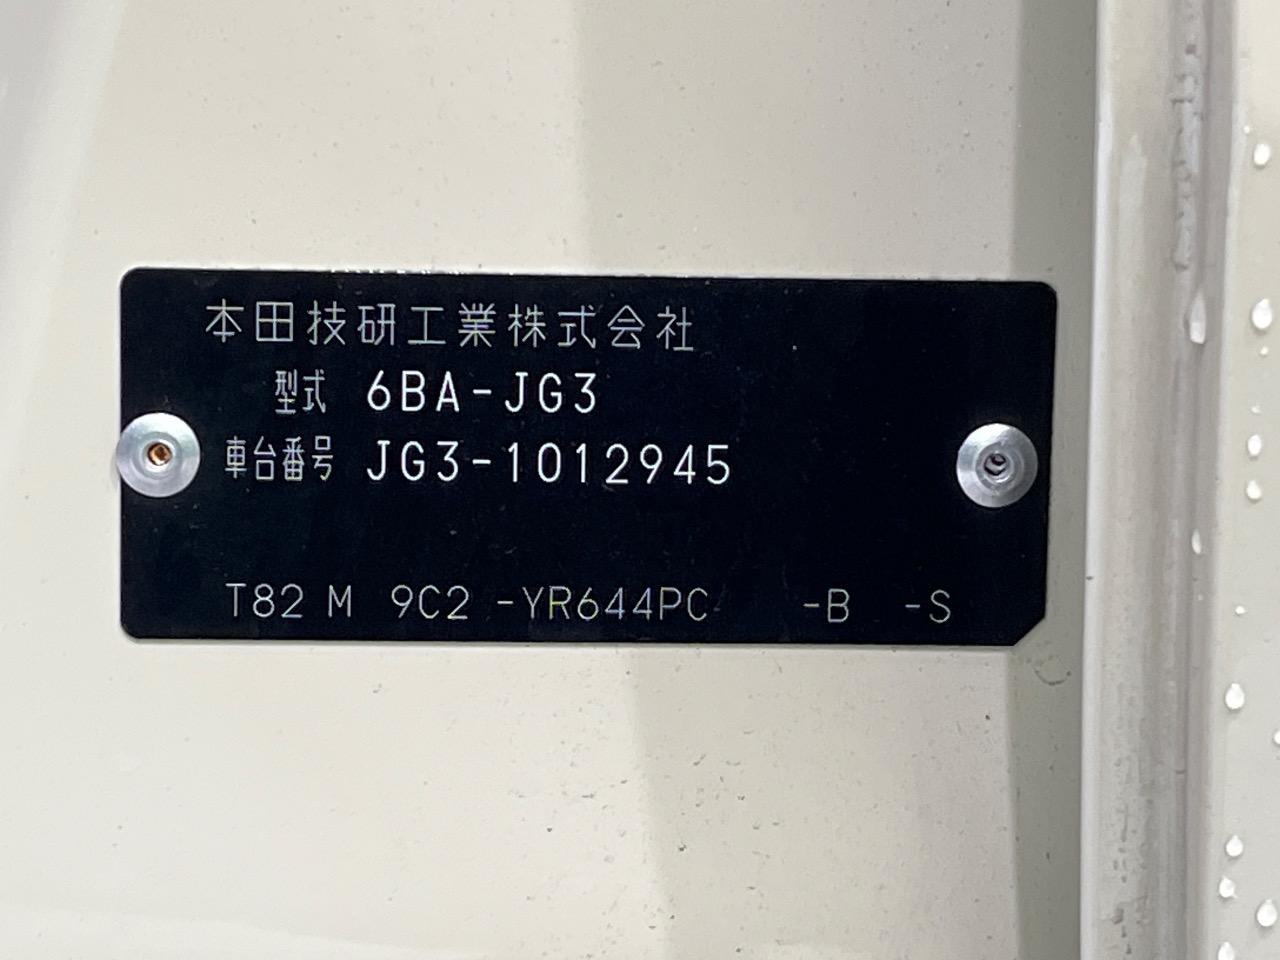 本田技研工業株式会社
型式 6BA-JG3
車台番号 JG3-1012945
T82 M 9C2 -YR644PC -B -S